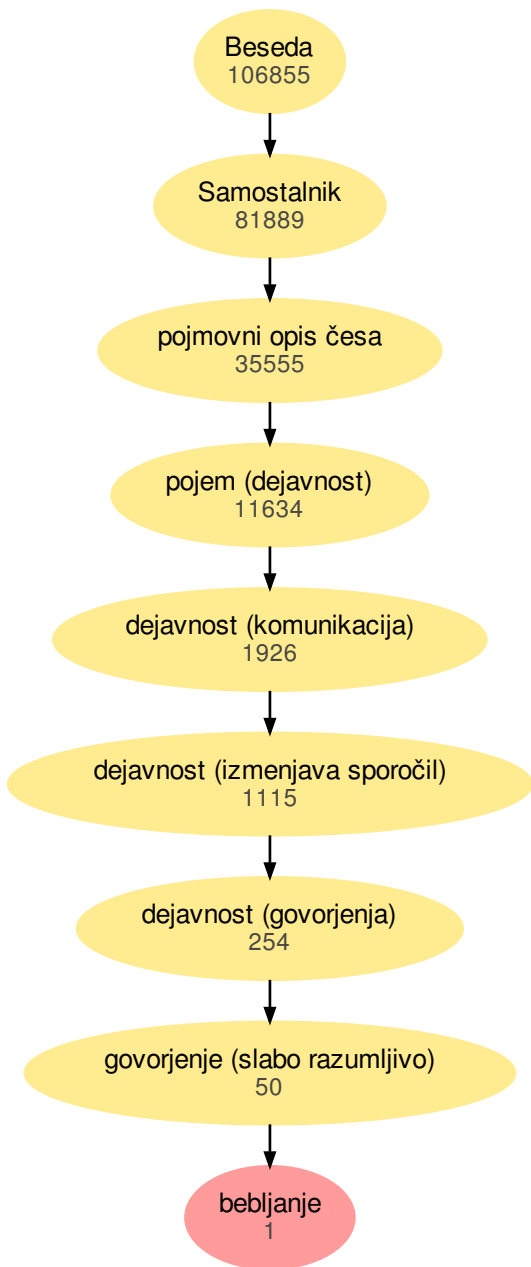 Beseda
106855
Samostalnik
81889
pojmovni opis česa
35555
pojem (dejavnost)
11634
dejavnost (komunikacija)
1926
dejavnost (izmenjava sporočil)
1115
dejavnost (govorjenja)
254
govorjenje (slabo razumljivo)
50
bebljanje
1